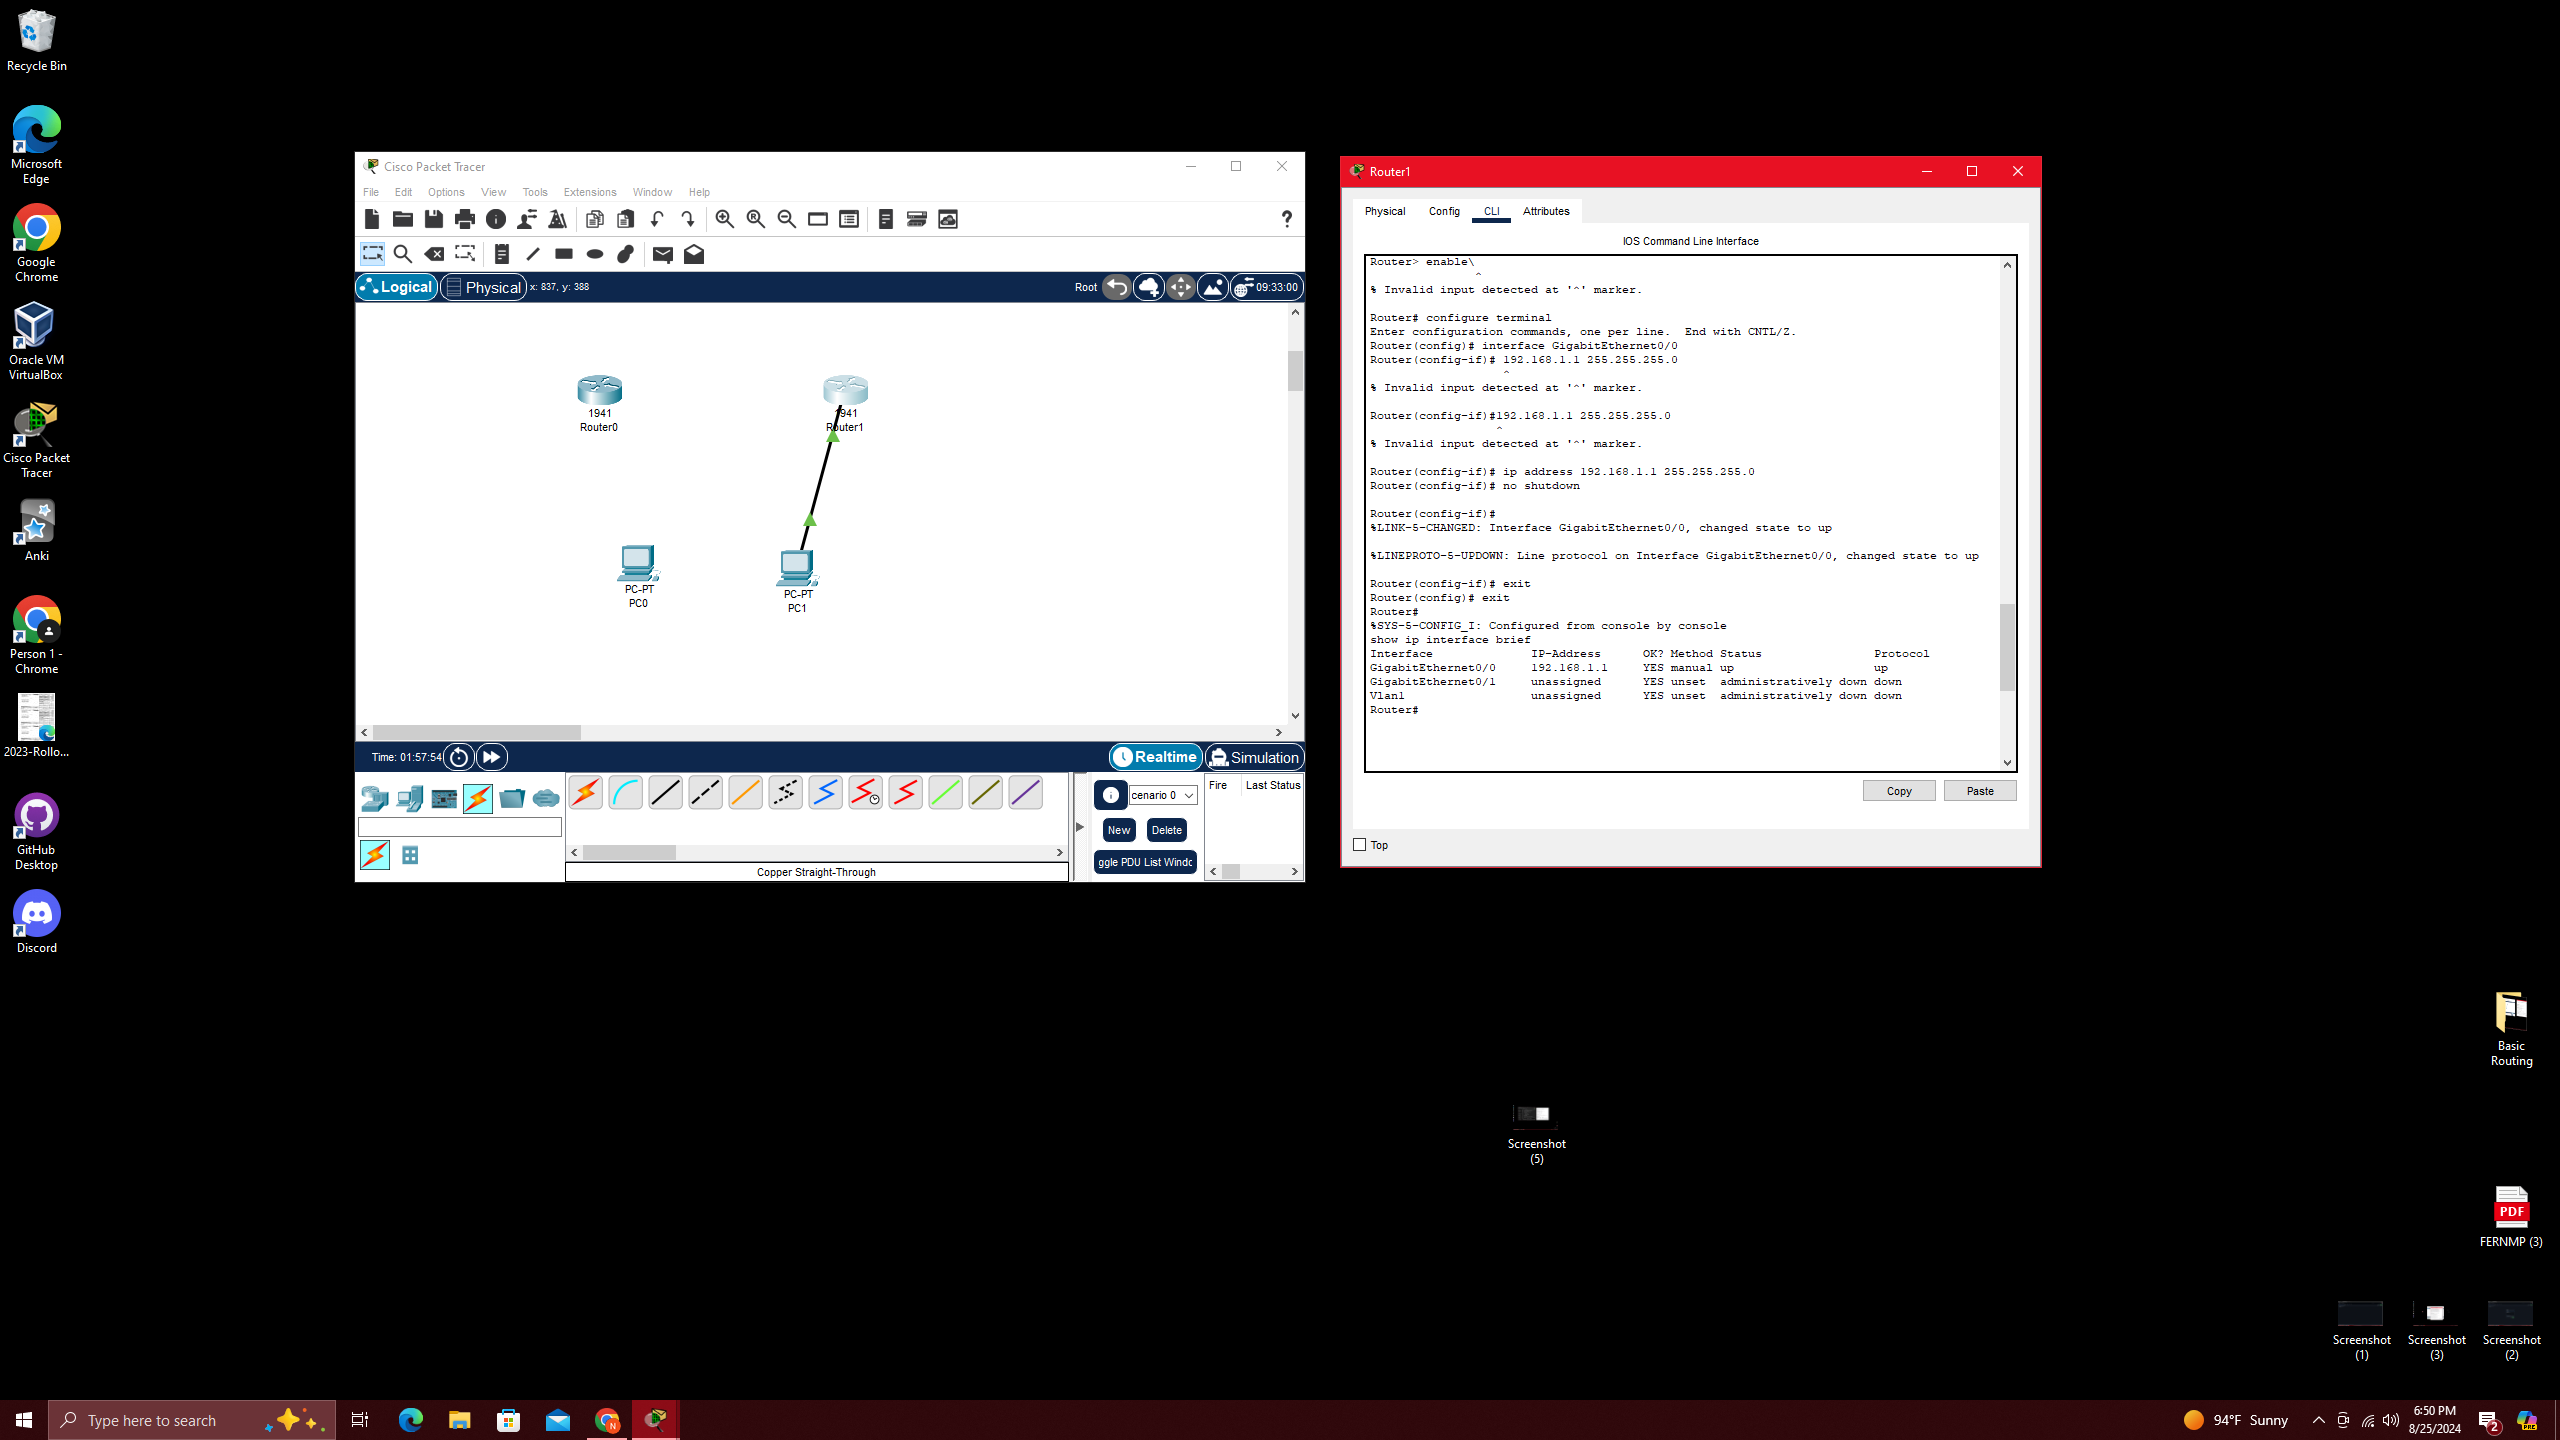 Recycle Bin
Microsoft
Edge
Google
Chrome
Oracle VM
VirtualBox
Cisco Packet
Tracer
Anki
Person 1 -
Chrome
2023-Rollo...
GitHub
Desktop
Discord
Cisco Packet Tracer
File Edit Options View Tools Extensions Window Help
Logical Physical x: 837, y: 388 Root 09:33:00
1941
Router0
1941
Router1
PC-PT
PC0
PC-PT
PC1
Time: 01:57:54 Realtime Simulation
cenario 0
New Delete
ggle PDU List Windo
Fire Last Status
Copper Straight-Through
Router1
Physical Config CLI Attributes
IOS Command Line Interface
Router> enable\
^
% Invalid input detected at '^' marker.
Router# configure terminal
Enter configuration commands, one per line.  End with CNTL/Z.
Router(config)# interface GigabitEthernet0/0
Router(config-if)# 192.168.1.1 255.255.255.0
^
% Invalid input detected at '^' marker.
Router(config-if)#192.168.1.1 255.255.255.0
^
% Invalid input detected at '^' marker.
Router(config-if)# ip address 192.168.1.1 255.255.255.0
Router(config-if)# no shutdown
Router(config-if)#
%LINK-5-CHANGED: Interface GigabitEthernet0/0, changed state to up
%LINEPROTO-5-UPDOWN: Line protocol on Interface GigabitEthernet0/0, changed state to up
Router(config-if)# exit
Router(config)# exit
Router#
%SYS-5-CONFIG_I: Configured from console by console
show ip interface brief
Interface IP-Address OK? Method Status Protocol
GigabitEthernet0/0 192.168.1.1 YES manual up up
GigabitEthernet0/1 unassigned YES unset administratively down down
Vlan1 unassigned YES unset administratively down down
Router#
Copy Paste
Top
Basic
Routing
Screenshot
(5)
PDF
FERNMP (3)
Screenshot
(1)
Screenshot
(3)
Screenshot
(2)
Type here to search
N
94°F Sunny
6:50 PM
8/25/2024
2
PRE